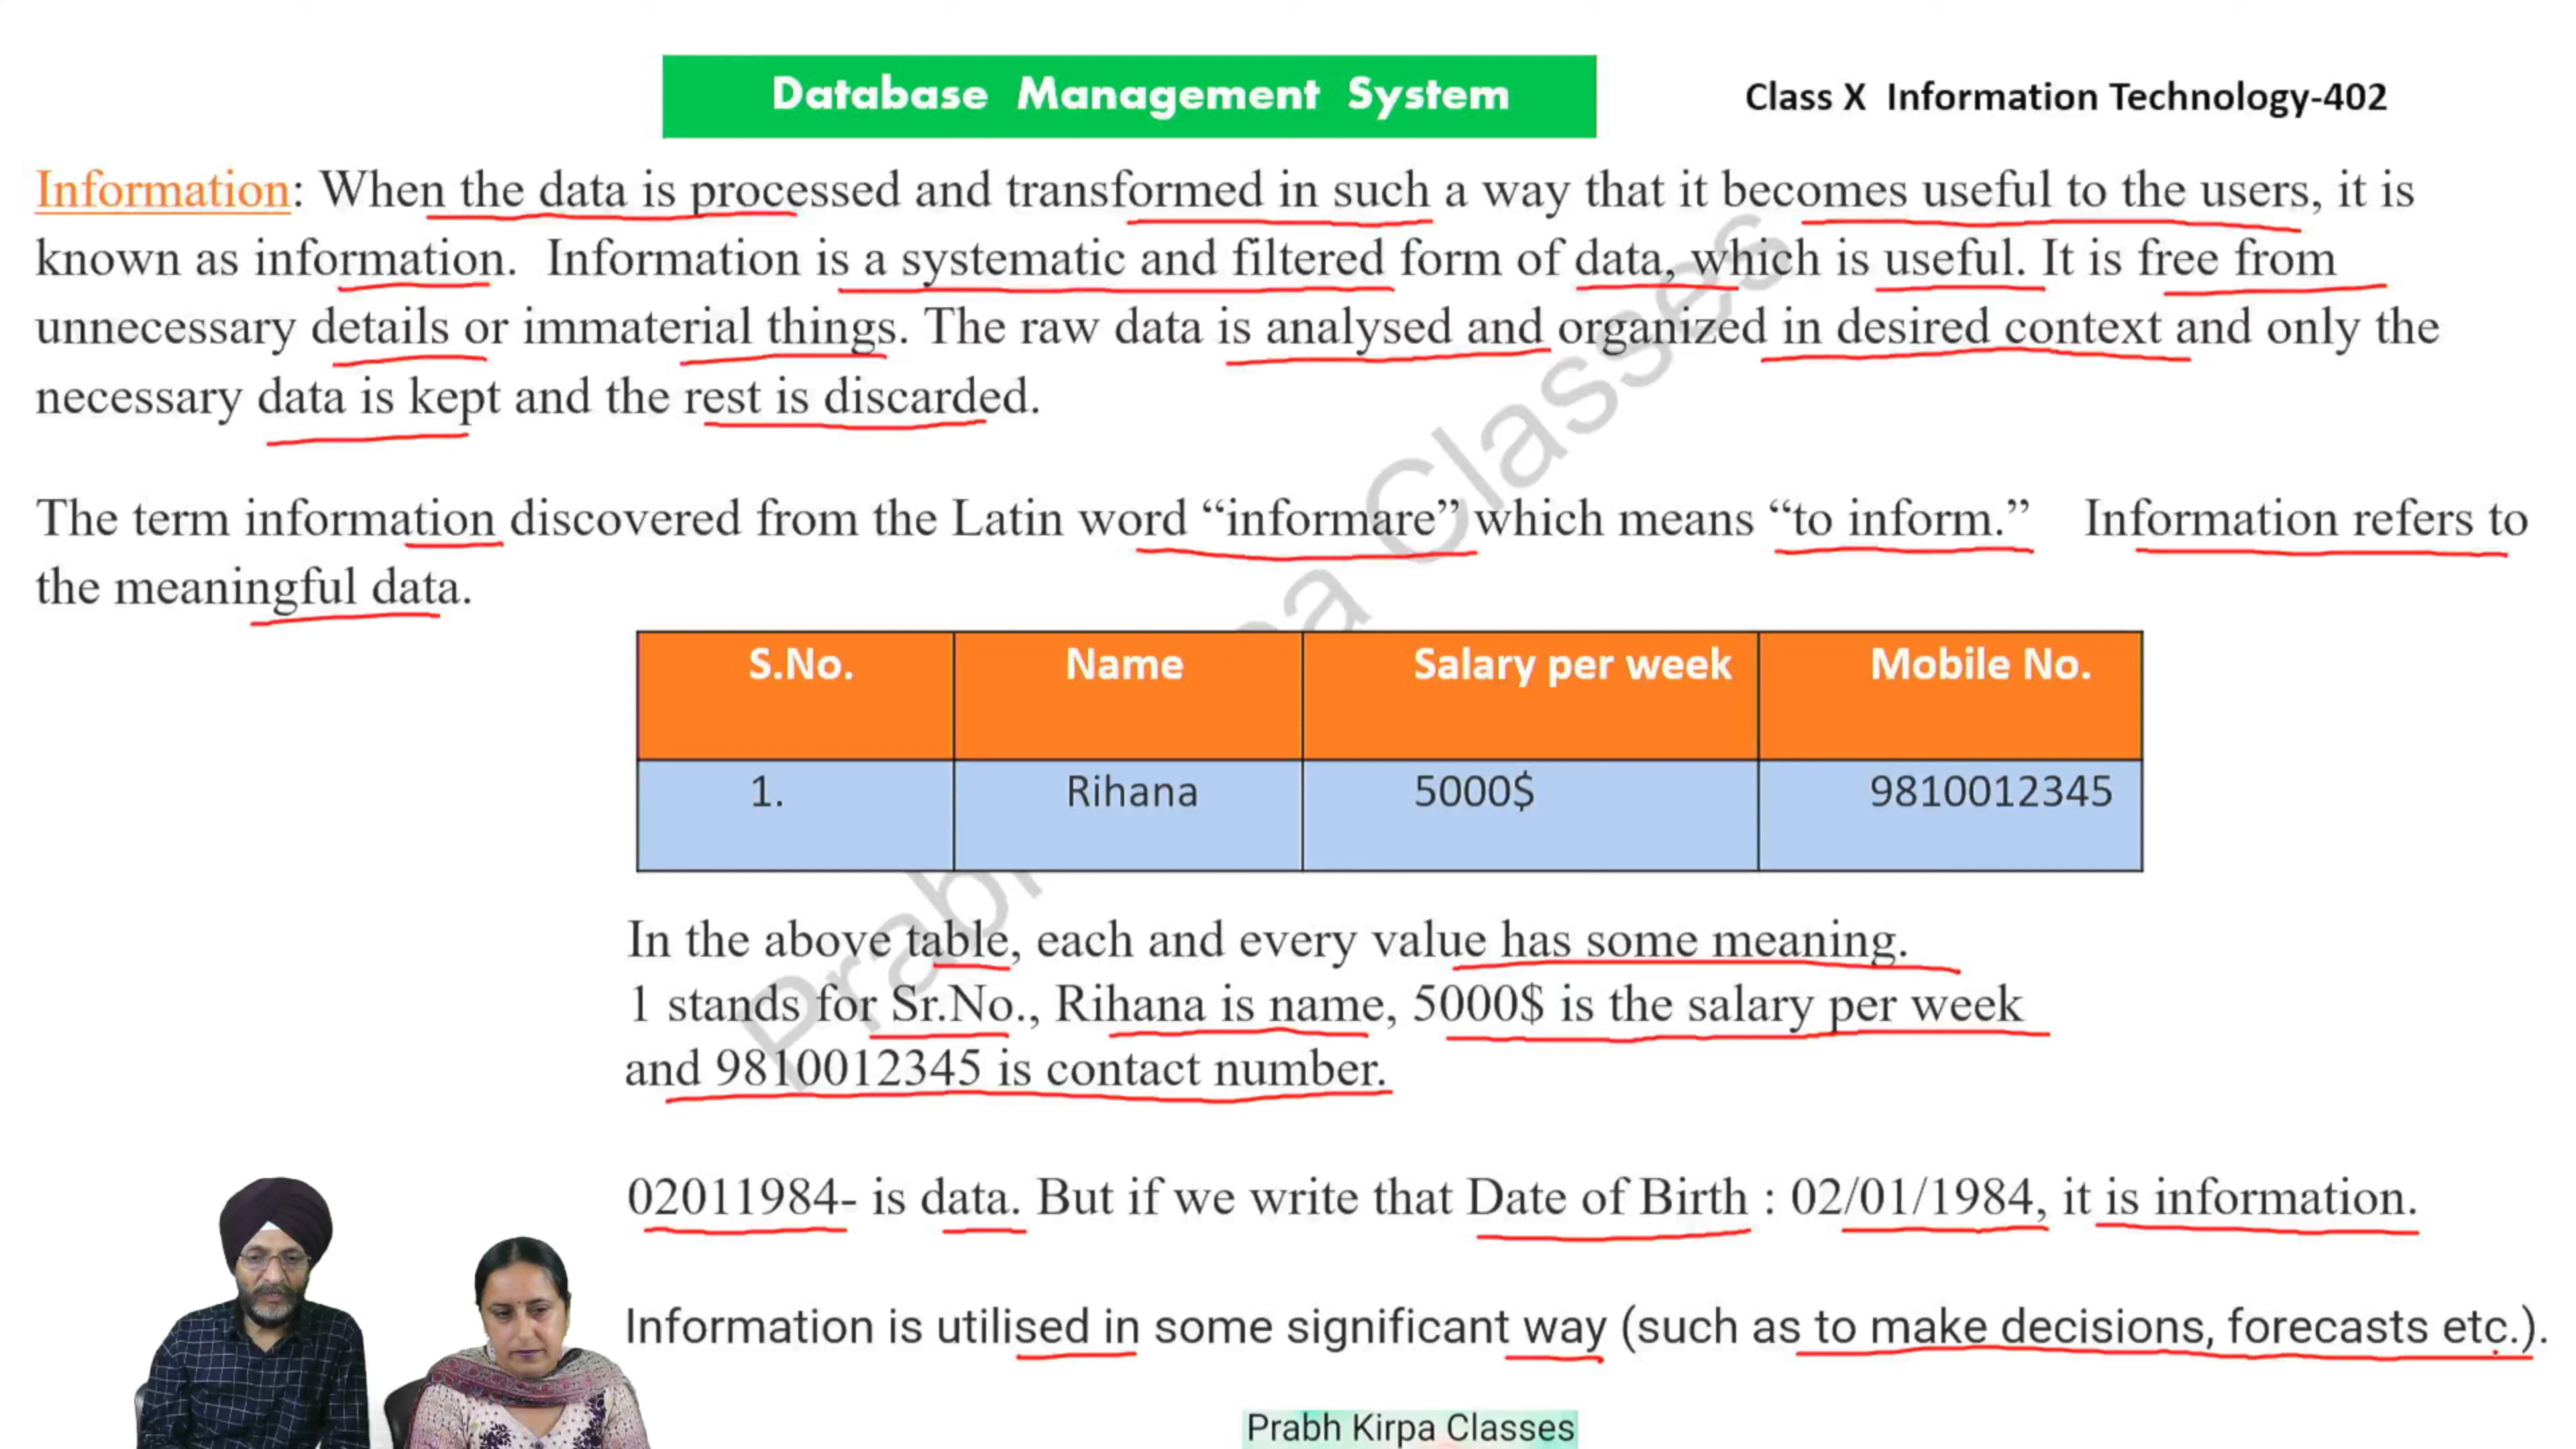 Database Management System
Class X Information Technology-402
Information: When the data is processed and transformed in such a way that it becomes useful to the users, it is
known as information. Information is a systematic and filtered form of data, which is useful. It is free from
unnecessary details or immaterial things. The raw data is analysed and organized in desired context and only the
necessary data is kept and the rest is discarded.
The term information discovered from the Latin word “informare” which means “to inform.” Information refers to
the meaningful data.
S.No. Name Salary per week Mobile No.
1. Rihana 5000$ 9810012345
In the above table, each and every value has some meaning.
1 stands for Sr.No., Rihana is name, 5000$ is the salary per week
and 9810012345 is contact number.
02011984- is data. But if we write that Date of Birth : 02/01/1984, it is information.
Information is utilised in some significant way (such as to make decisions, forecasts etc.).
Prabh Kirpa Classes